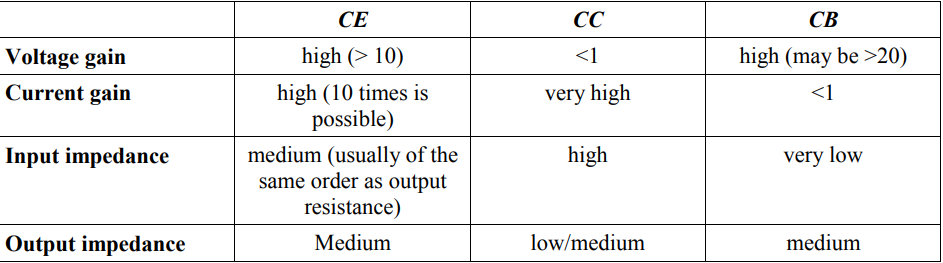 CE CC CB
Voltage gain high (> 10) <1 high (may be >20)
Current gain high (10 times is possible) very high <1
Input impedance medium (usually of the same order as output resistance) high very low
Output impedance Medium low/medium medium